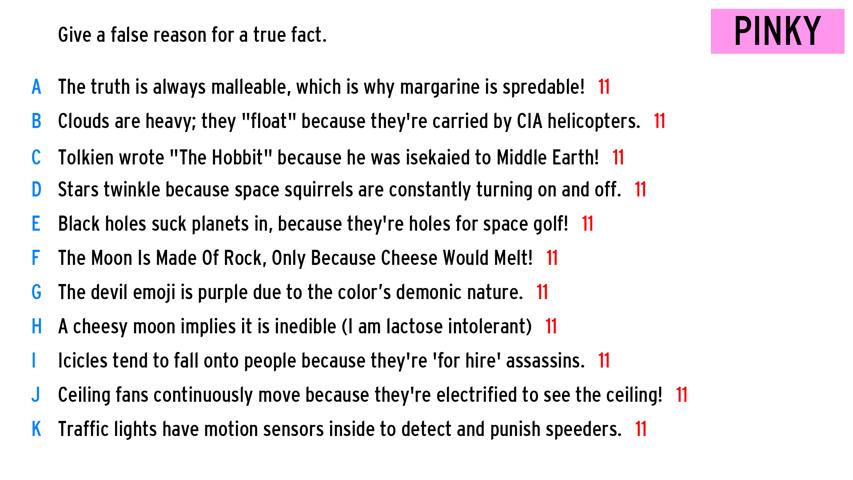 PINKY
Give a false reason for a true fact.
A The truth is always malleable, which is why margarine is spredable! 11
B Clouds are heavy; they "float" because they're carried by CIA helicopters. 11
C Tolkien wrote "The Hobbit" because he was isekaied to Middle Earth! 11
D Stars twinkle because space squirrels are constantly turning on and off. 11
E Black holes suck planets in, because they're holes for space golf! 11
F The Moon Is Made Of Rock, Only Because Cheese Would Melt! 11
G The devil emoji is purple due to the color’s demonic nature. 11
H A cheesy moon implies it is inedible (I am lactose intolerant) 11
I Icicles tend to fall onto people because they're 'for hire' assassins. 11
J Ceiling fans continuously move because they're electrified to see the ceiling! 11
K Traffic lights have motion sensors inside to detect and punish speeders. 11